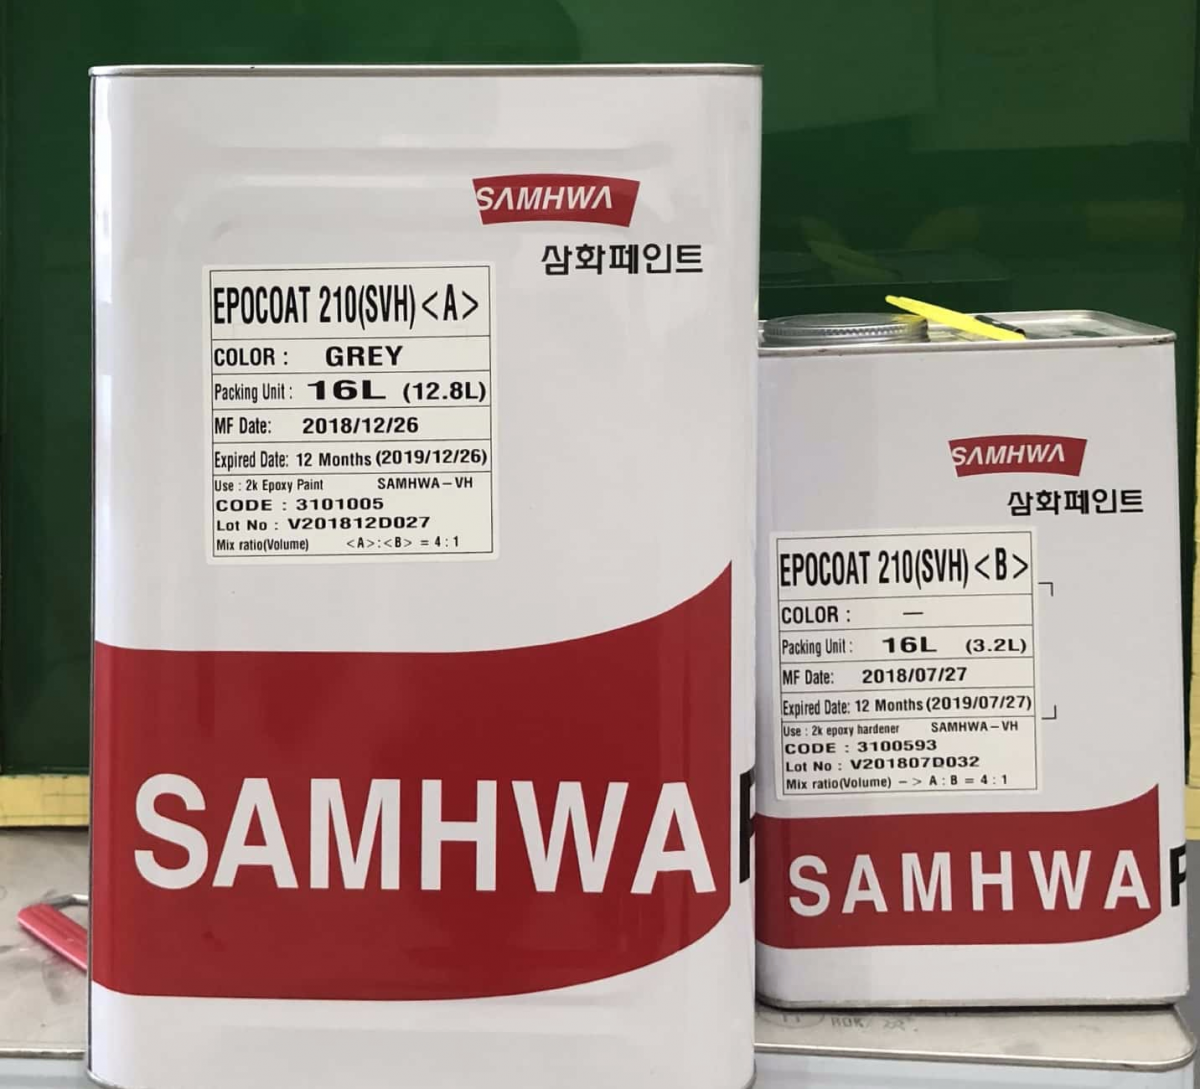 SAMHWA
삼화페인트
EPOCOAT 210(SVH)<A>
COLOR : GREY
Packing Unit : 16L (12.8L)
MF Date: 2018/12/26
Expired Date: 12 Months (2019/12/26)
Use : 2k Epoxy Paint SAMHWA-VH
CODE : 3101005
Lot No : V201812D027
Mix ratio(Volume) <A>:<B> = 4 : 1
SAMHWA
SAMHWA
삼화페인트
EPOCOAT 210(SVH)<B>
COLOR : —
Packing Unit : 16L (3.2L)
MF Date: 2018/07/27
Expired Date: 12 Months (2019/07/27)
Use : 2k epoxy hardener SAMHWA-VH
CODE : 3100593
Lot No : V201807D032
Mix ratio(Volume) -> A : B = 4 : 1
SAMHWA